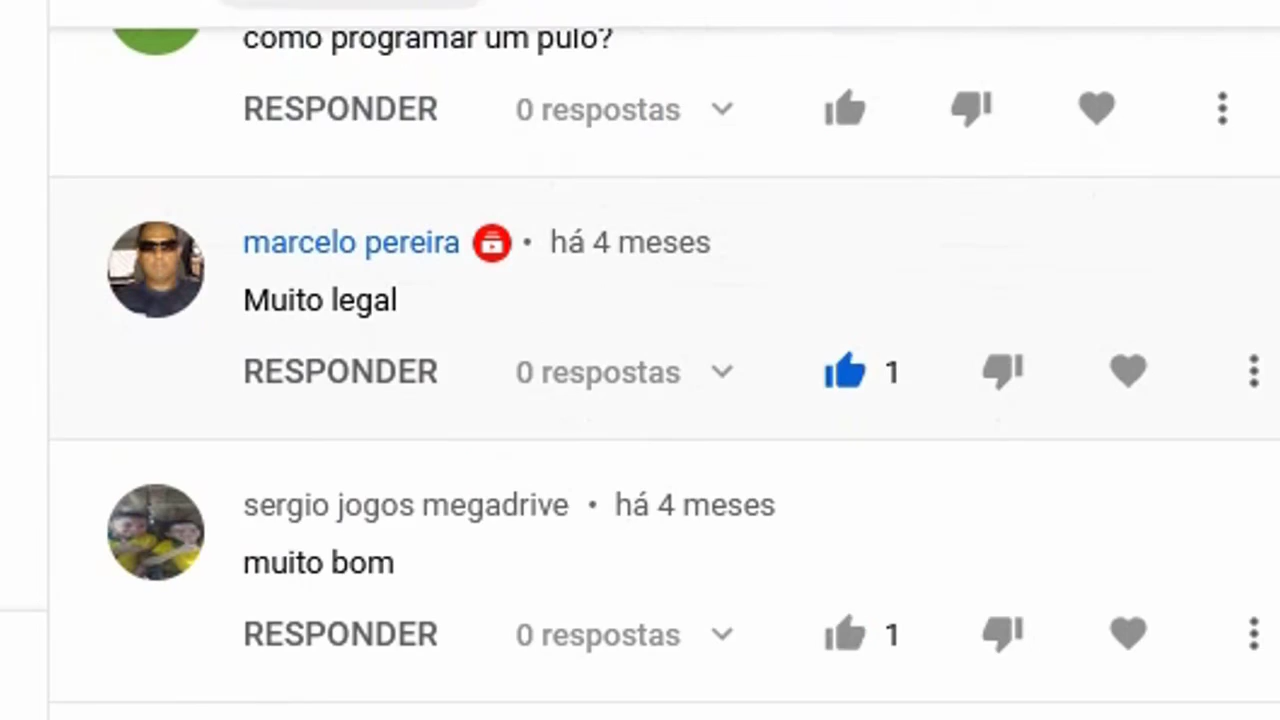 como programar um pulo?
RESPONDER 0 respostas
marcelo pereira • há 4 meses
Muito legal
RESPONDER 0 respostas 1
sergio jogos megadrive • há 4 meses
muito bom
RESPONDER 0 respostas 1